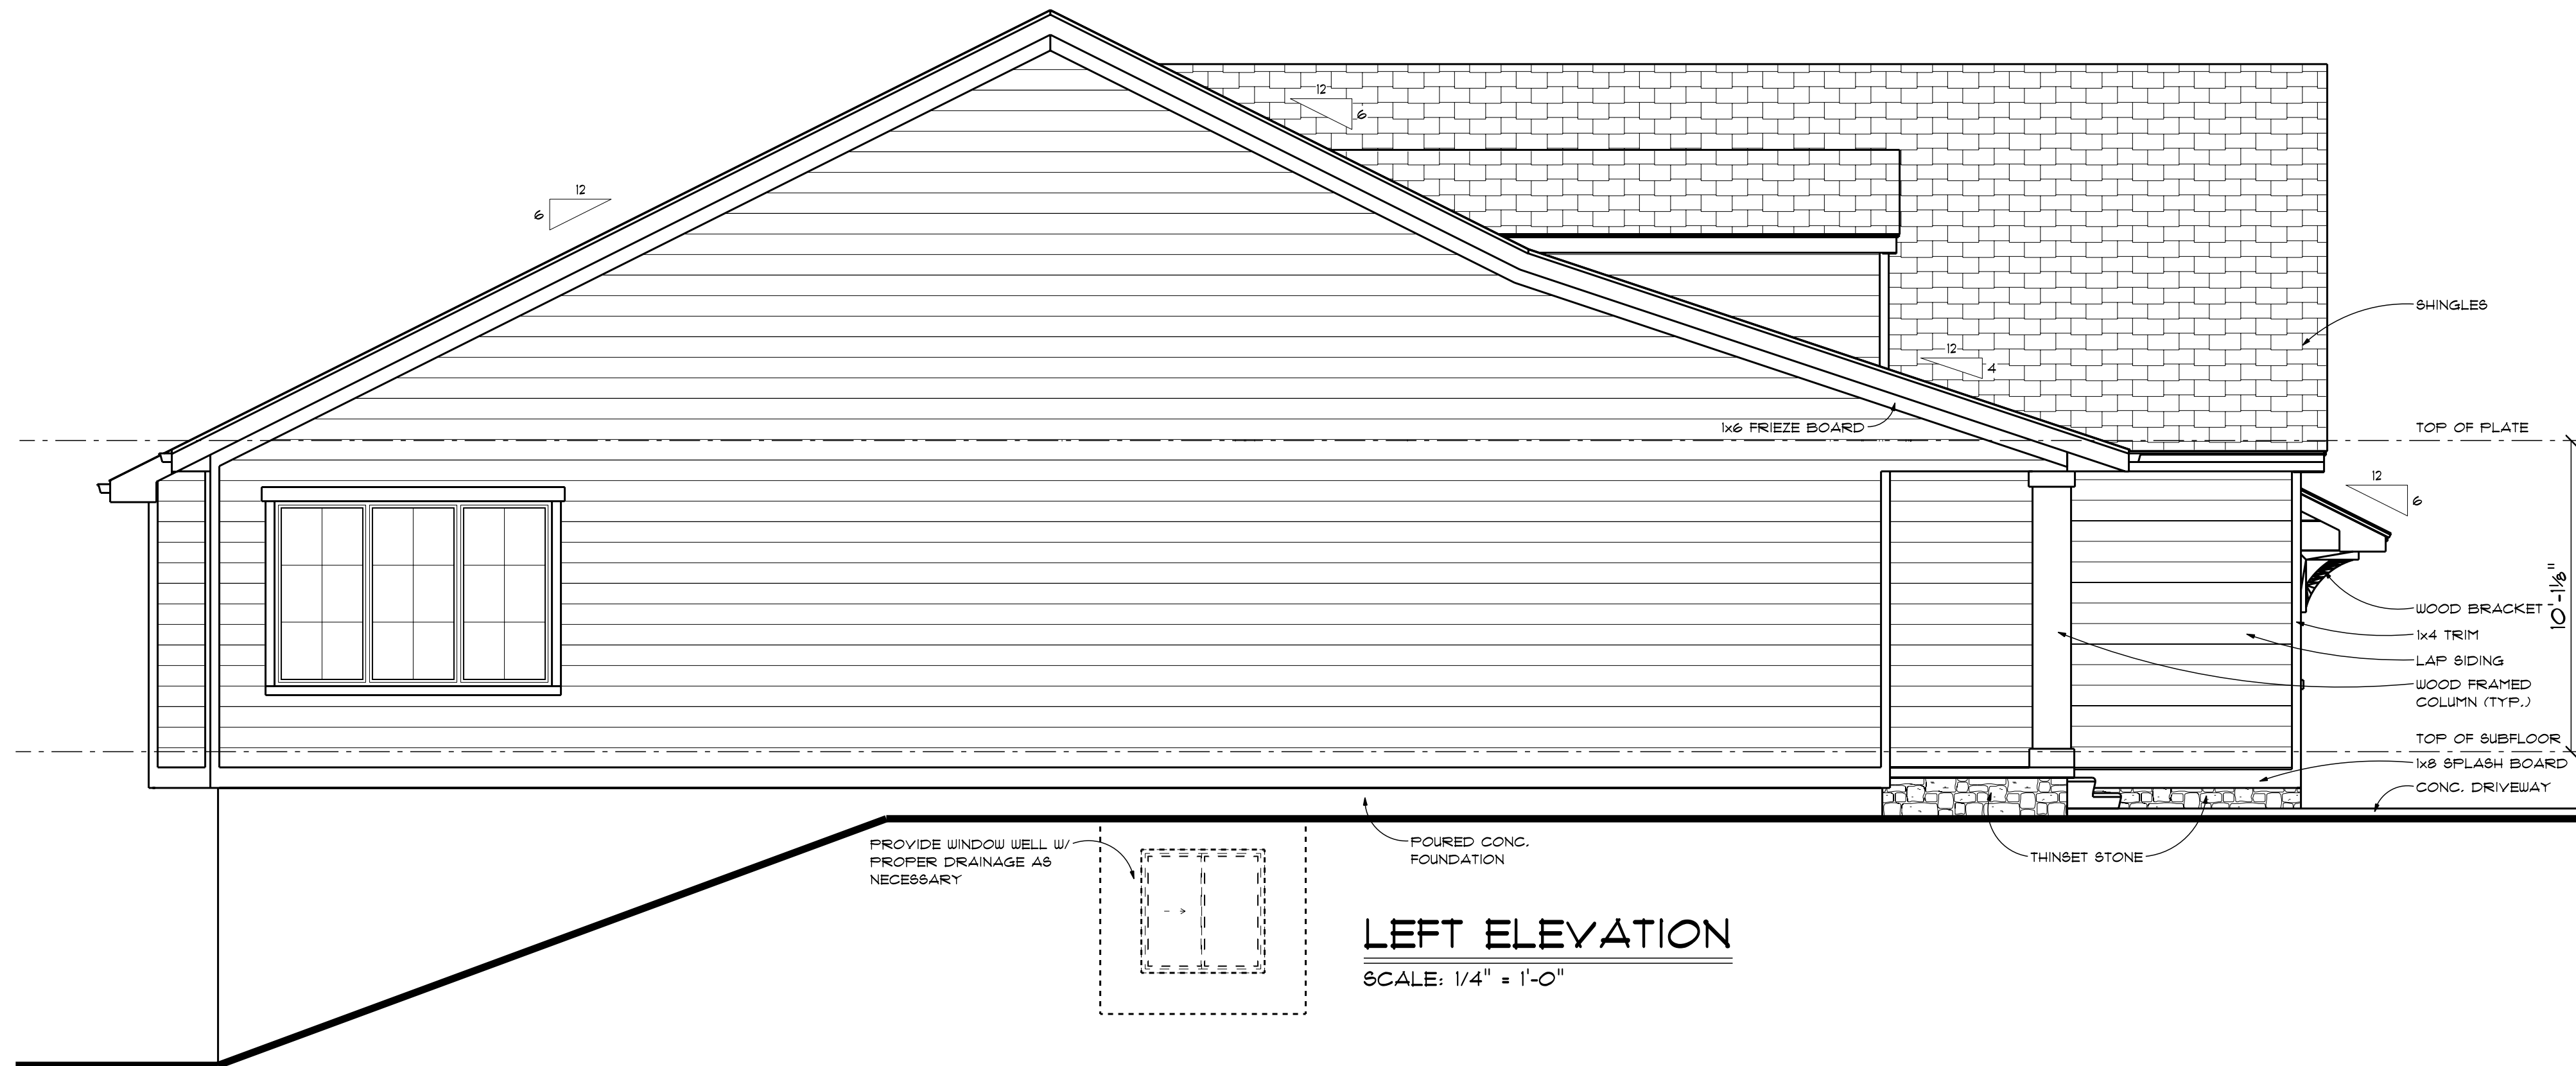 12
6
12
6
SHINGLES
12
4
1x6 FRIEZE BOARD
TOP OF PLATE
12
6
10'-1 1/8"
WOOD BRACKET
1x4 TRIM
LAP SIDING
WOOD FRAMED
COLUMN (TYP.)
TOP OF SUBFLOOR
1x8 SPLASH BOARD
CONC. DRIVEWAY
PROVIDE WINDOW WELL W/
PROPER DRAINAGE AS
NECESSARY
POURED CONC.
FOUNDATION
THINSET STONE
LEFT ELEVATION
SCALE: 1/4" = 1'-0"